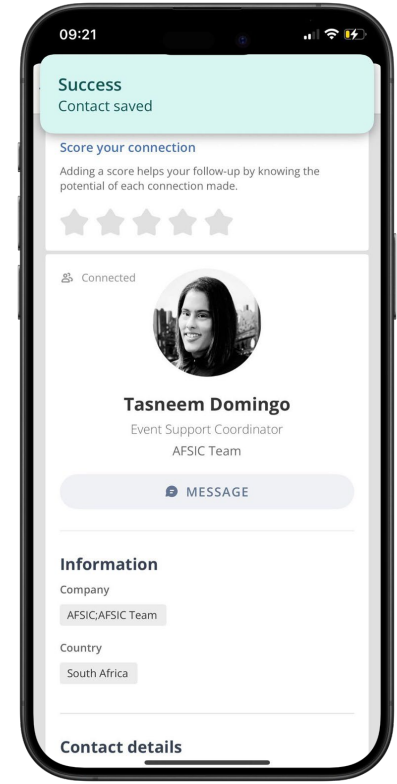 09:21
Success
Contact saved
Score your connection
Adding a score helps your follow-up by knowing the
potential of each connection made.
Connected
Tasneem Domingo
Event Support Coordinator
AFSIC Team
MESSAGE
Information
Company
AFSIC;AFSIC Team
Country
South Africa
Contact details